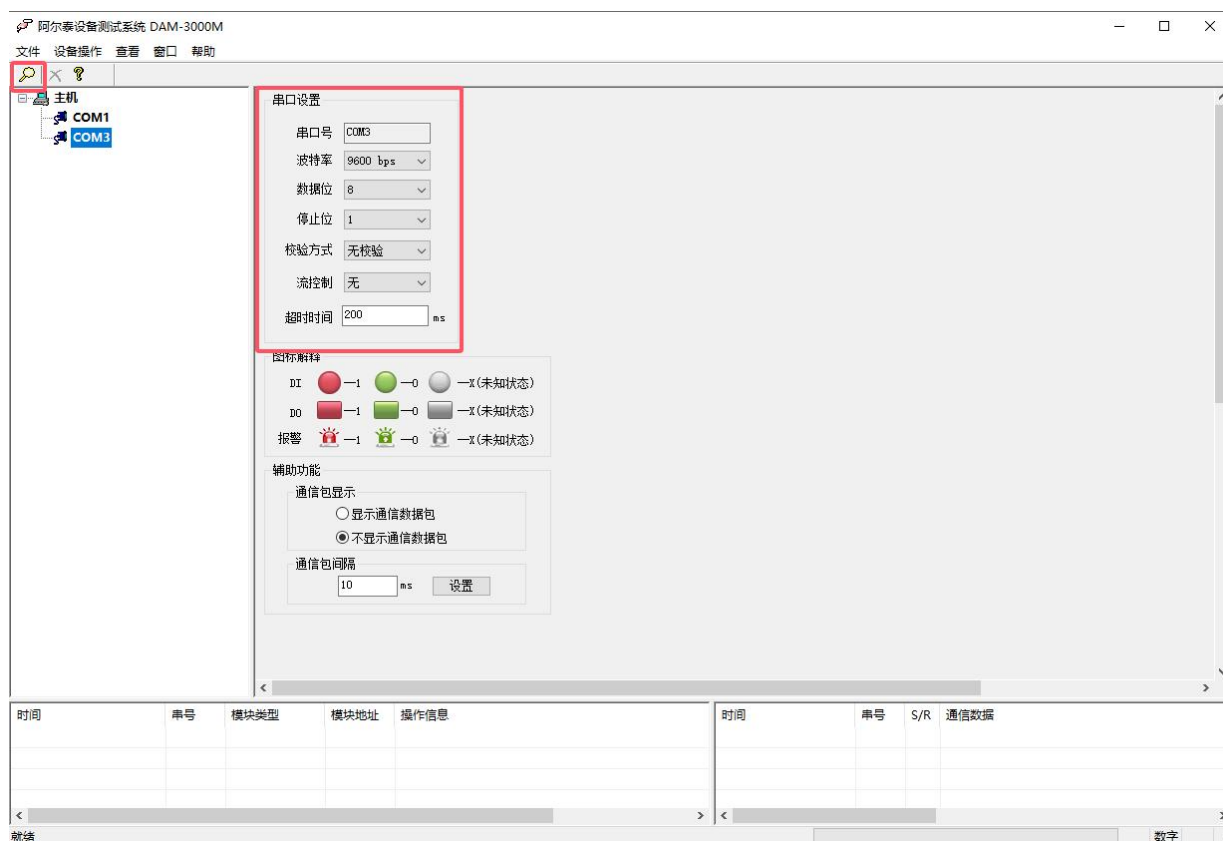 阿尔泰设备测试系统 DAM-3000M
文件 设备操作 查看 窗口 帮助
主机
COM1
COM3
串口设置
串口号 COM3
波特率 9600 bps
数据位 8
停止位 1
校验方式 无校验
流控制 无
超时时间 200 ms
图标解释
DI —1 —0 —X(未知状态)
DO —1 —0 —X(未知状态)
报警 —1 —0 —X(未知状态)
辅助功能
通信包显示
显示通信数据包
不显示通信数据包
通信包间隔
10 ms 设置
时间 串号 模块类型 模块地址 操作信息
时间 串号 S/R 通信数据
就绪
数字